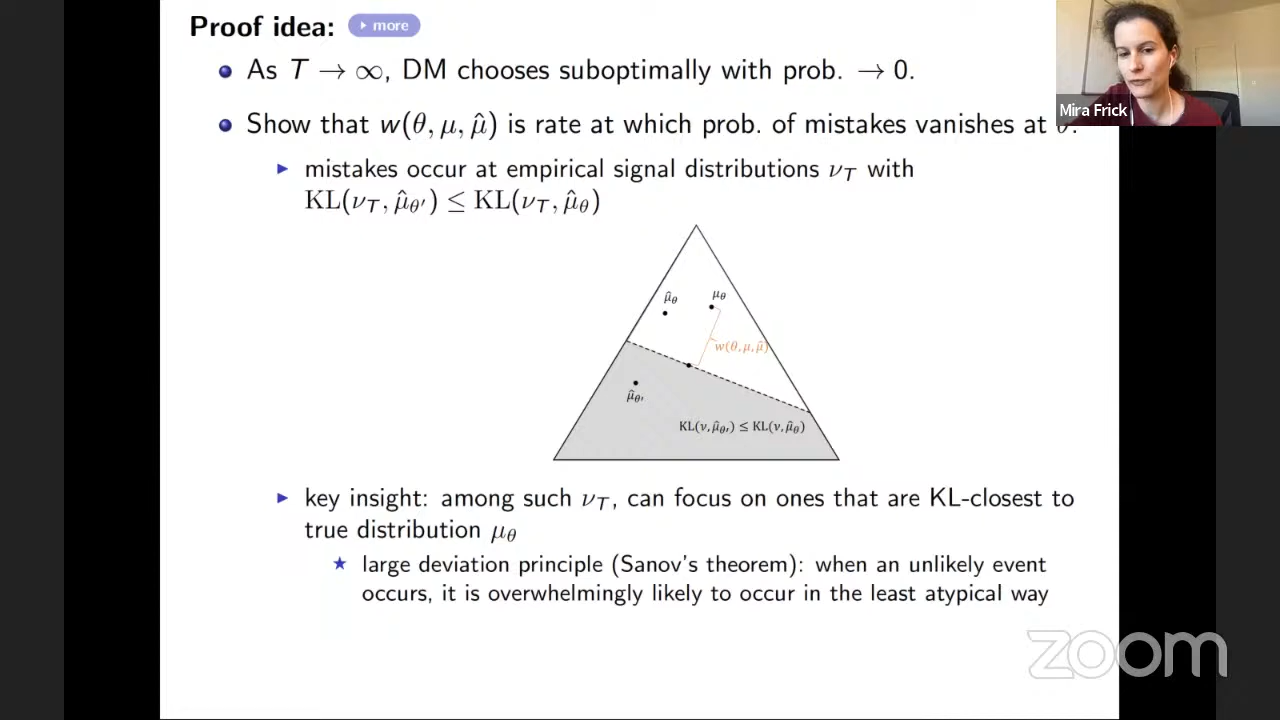 Proof idea:
more
As T → ∞, DM chooses suboptimally with prob. → 0.
Show that w(θ, μ, μ̂) is rate at which prob. of mistakes vanishes at θ.
mistakes occur at empirical signal distributions ν_T with
KL(ν_T, μ̂_θ′) ≤ KL(ν_T, μ̂_θ)
μ̂_θ
μ_θ
w(θ, μ, μ̂)
μ̂_θ′
KL(ν, μ̂_θ′) ≤ KL(ν, μ̂_θ)
key insight: among such ν_T, can focus on ones that are KL-closest to
true distribution μ_θ
large deviation principle (Sanov's theorem): when an unlikely event
occurs, it is overwhelmingly likely to occur in the least atypical way
Mira Frick
zoom